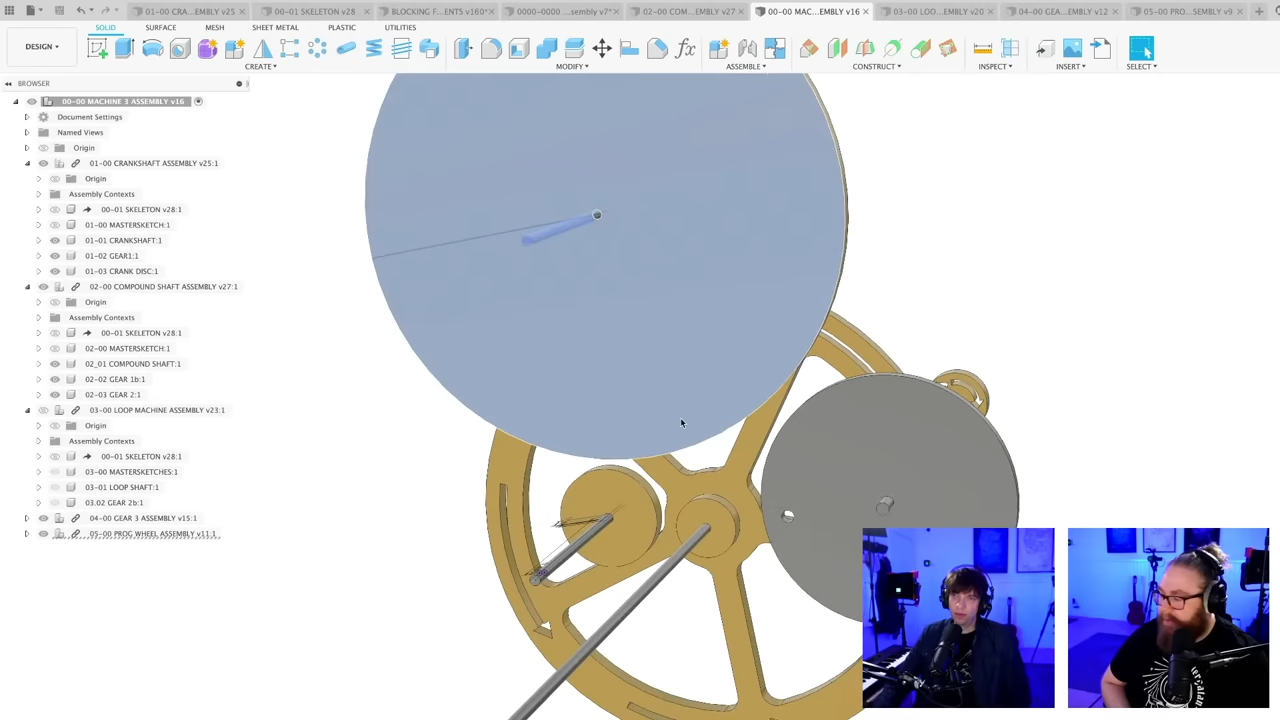 01-00 CRA...EMBLY v25
00-01 SKELETON v28
BLOCKING F...ENTS v160*
0000-0000 ...sembly v7*
02-00 COM...EMBLY v27
00-00 MAC...EMBLY v16
03-00 LOO...EMBLY v20
04-00 GEA...EMBLY v12
05-00 PRO...SEMBLY v9
SOLID
SURFACE
MESH
SHEET METAL
PLASTIC
UTILITIES
DESIGN
CREATE
MODIFY
ASSEMBLE
CONSTRUCT
INSPECT
INSERT
SELECT
BROWSER
00-00 MACHINE 3 ASSEMBLY v16
Document Settings
Named Views
Origin
01-00 CRANKSHAFT ASSEMBLY v25:1
Origin
Assembly Contexts
00-01 SKELETON v28:1
01-00 MASTERSKETCH:1
01-01 CRANKSHAFT:1
01-02 GEAR1:1
01-03 CRANK DISC:1
02-00 COMPOUND SHAFT ASSEMBLY v27:1
Origin
Assembly Contexts
00-01 SKELETON v28:1
02-00 MASTERSKETCH:1
02_01 COMPOUND SHAFT:1
02-02 GEAR 1b:1
02-03 GEAR 2:1
03-00 LOOP MACHINE ASSEMBLY v23:1
Origin
Assembly Contexts
00-01 SKELETON v28:1
03-00 MASTERSKETCHES:1
03-01 LOOP SHAFT:1
03.02 GEAR 2b:1
04-00 GEAR 3 ASSEMBLY v15:1
05-00 PROG WHEEL ASSEMBLY v11:1